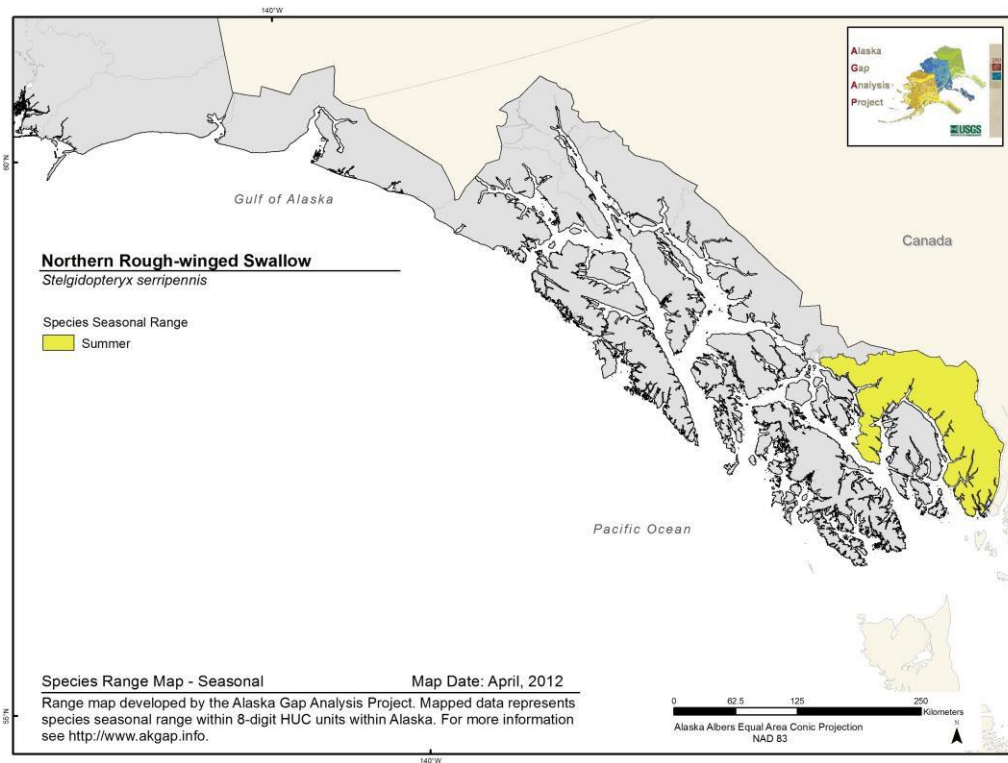 140°W
Alaska
Gap
Analysis
Project
USGS
60°N
Gulf of Alaska
Canada
Northern Rough-winged Swallow
Stelgidopteryx serripennis
Species Seasonal Range
Summer
Pacific Ocean
Species Range Map - Seasonal Map Date: April, 2012
Range map developed by the Alaska Gap Analysis Project. Mapped data represents
species seasonal range within 8-digit HUC units within Alaska. For more information
see http://www.akgap.info.
0 62.5 125 250
Kilometers
Alaska Albers Equal Area Conic Projection
NAD 83
N
55°N
140°W